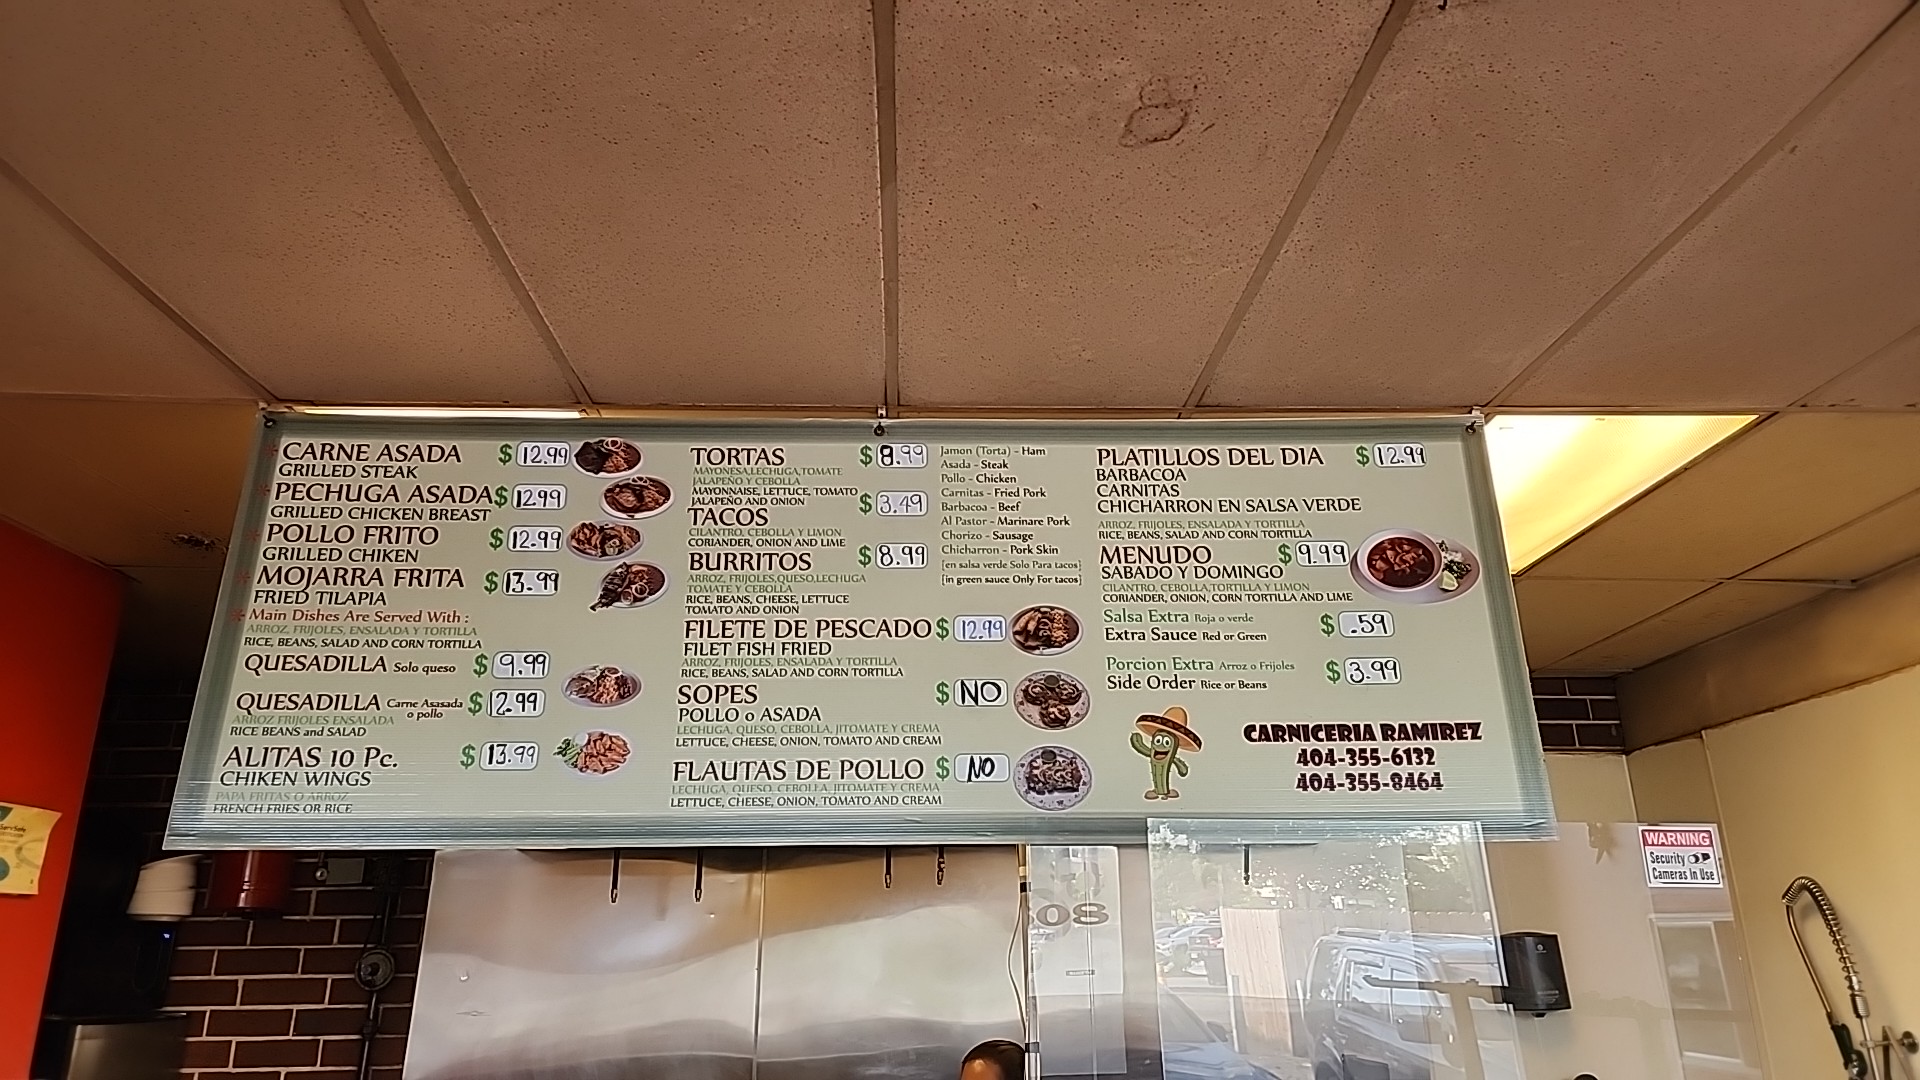 * CARNE ASADA $ 12.99
GRILLED STEAK
* PECHUGA ASADA $ 12.99
GRILLED CHICKEN BREAST
* POLLO FRITO $ 12.99
GRILLED CHIKEN
* MOJARRA FRITA $ 13.99
FRIED TILAPIA
* Main Dishes Are Served With :
ARROZ, FRIJOLES, ENSALADA Y TORTILLA
RICE, BEANS, SALAD AND CORN TORTILLA
QUESADILLA Solo queso $ 9.99
QUESADILLA Carne Asasada o pollo $ 12.99
ARROZ FRIJOLES ENSALADA
RICE BEANS and SALAD
ALITAS 10 Pc. $ 13.99
CHIKEN WINGS
PAPA FRITAS O ARROZ
FRENCH FRIES OR RICE
TORTAS $ 8.99
MAYONESA,LECHUGA,TOMATE
JALAPEÑO Y CEBOLLA
MAYONNAISE, LETTUCE, TOMATO
JALAPEÑO AND ONION
TACOS $ 3.49
CILANTRO, CEBOLLA Y LIMON
CORIANDER, ONION AND LIME
BURRITOS $ 8.99
ARROZ, FRIJOLES,QUESO,LECHUGA
TOMATE Y CEBOLLA
RICE, BEANS, CHEESE, LETTUCE
TOMATO AND ONION
FILETE DE PESCADO $ 12.99
FILET FISH FRIED
ARROZ, FRIJOLES, ENSALADA Y TORTILLA
RICE, BEANS, SALAD AND CORN TORTILLA
SOPES $ NO
POLLO o ASADA
LECHUGA, QUESO, CEBOLLA, JITOMATE Y CREMA
LETTUCE, CHEESE, ONION, TOMATO AND CREAM
FLAUTAS DE POLLO $ NO
LECHUGA, QUESO, CEBOLLA, JITOMATE Y CREMA
LETTUCE, CHEESE, ONION, TOMATO AND CREAM
Jamon (Torta) - Ham
Asada - Steak
Pollo - Chicken
Carnitas - Fried Pork
Barbacoa - Beef
Al Pastor - Marinare Pork
Chorizo - Sausage
Chicharron - Pork Skin
[en salsa verde Solo Para tacos]
[in green sauce Only For tacos]
PLATILLOS DEL DIA $ 12.99
BARBACOA
CARNITAS
CHICHARRON EN SALSA VERDE
ARROZ, FRIJOLES, ENSALADA Y TORTILLA
RICE, BEANS, SALAD AND CORN TORTILLA
MENUDO $ 9.99
SABADO Y DOMINGO
CILANTRO, CEBOLLA,TORTILLA Y LIMON
CORIANDER, ONION, CORN TORTILLA AND LIME
Salsa Extra Roja o verde $ .59
Extra Sauce Red or Green
Porcion Extra Arroz o Frijoles $ 3.99
Side Order Rice or Beans
CARNICERIA RAMIREZ
404-355-6132
404-355-8464
WARNING
Security
Cameras In Use